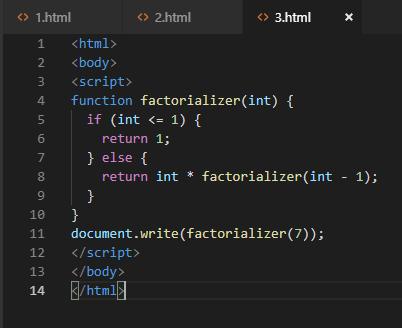 <> 1.html <> 2.html <> 3.html ×
1 <html>
2 <body>
3 <script>
4 function factorializer(int) {
5   if (int <= 1) {
6     return 1;
7   } else {
8     return int * factorializer(int - 1);
9   }
10 }
11 document.write(factorializer(7));
12 </script>
13 </body>
14 </html>